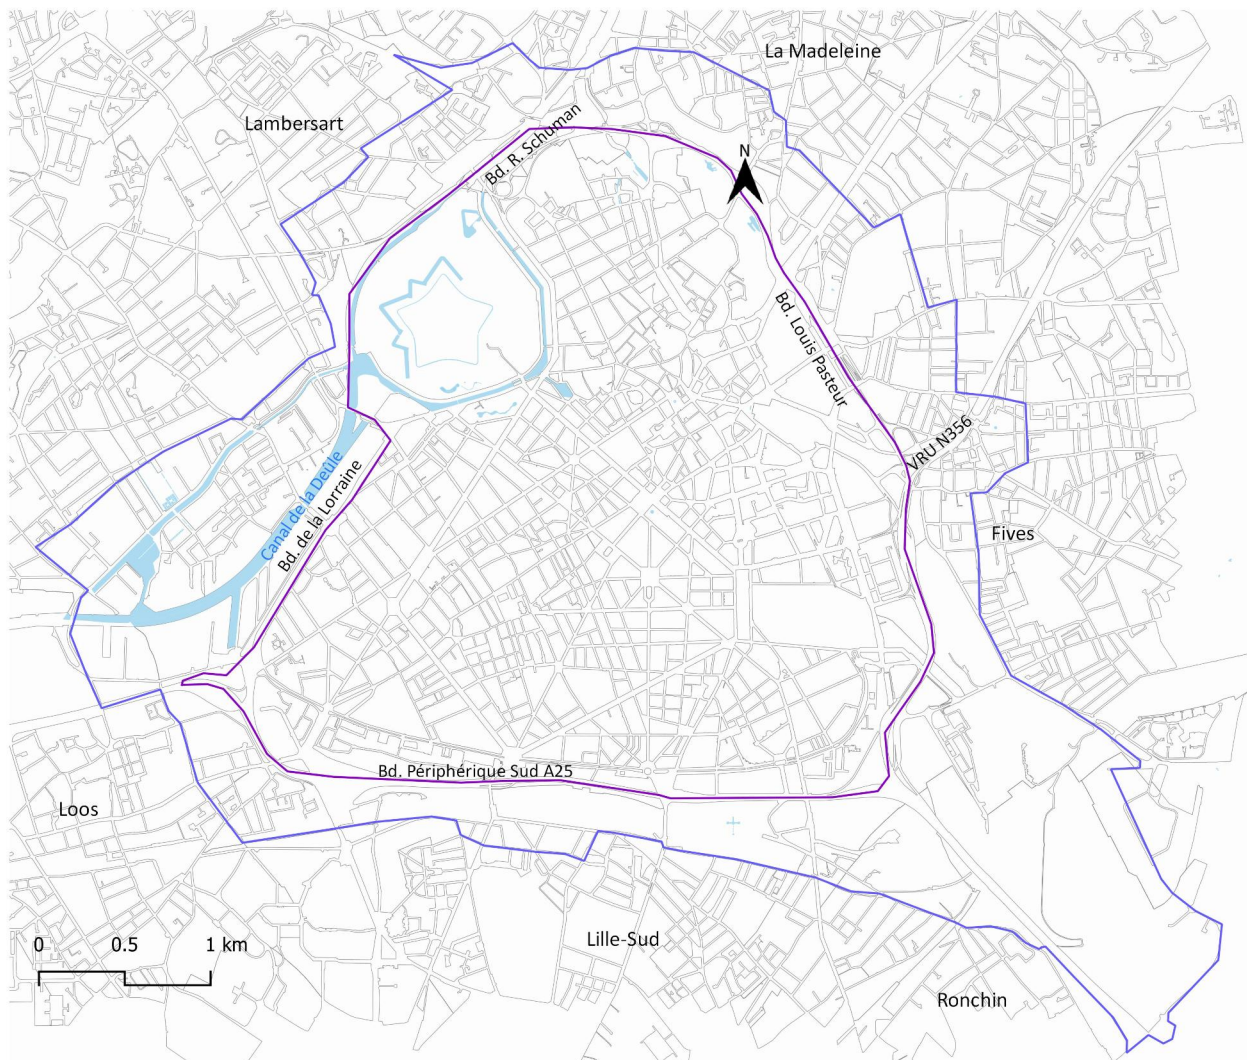 La Madeleine
Lambersart
Bd. R. Schuman
N
Bd. Louis Pasteur
VRU N356
Canal de la Deûle
Bd. de la Lorraine
Fives
Bd. Périphérique Sud A25
Loos
Lille-Sud
0 0.5 1 km
Ronchin